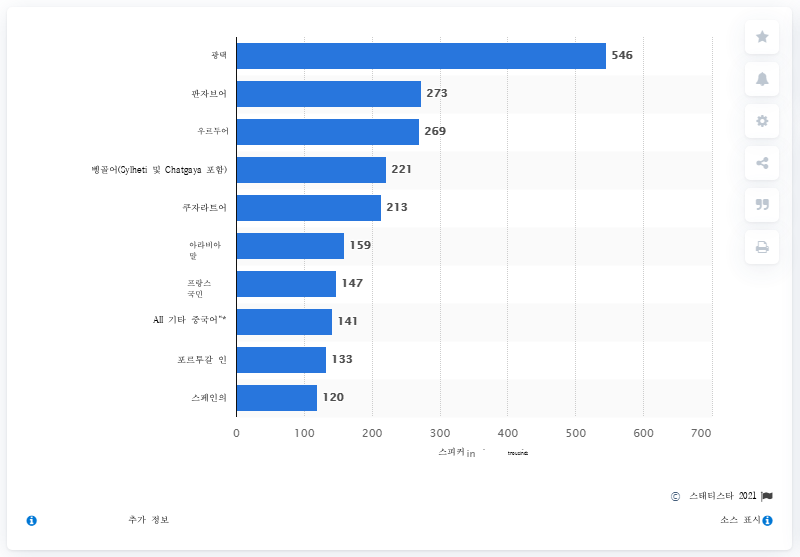 광택
546
판자브어
273
우르두어
269
벵골어(Sylheti 및 Chatgaya 포함)
221
쿠자라트어
213
아라비아
말
159
프랑스
국민
147
All 기타 중국어"*
141
포르투갈 인
133
스페인의
120
0 100 200 300 400 500 600 700
스피커 in
© 스태티스타 2021
추가 정보
소스 표시